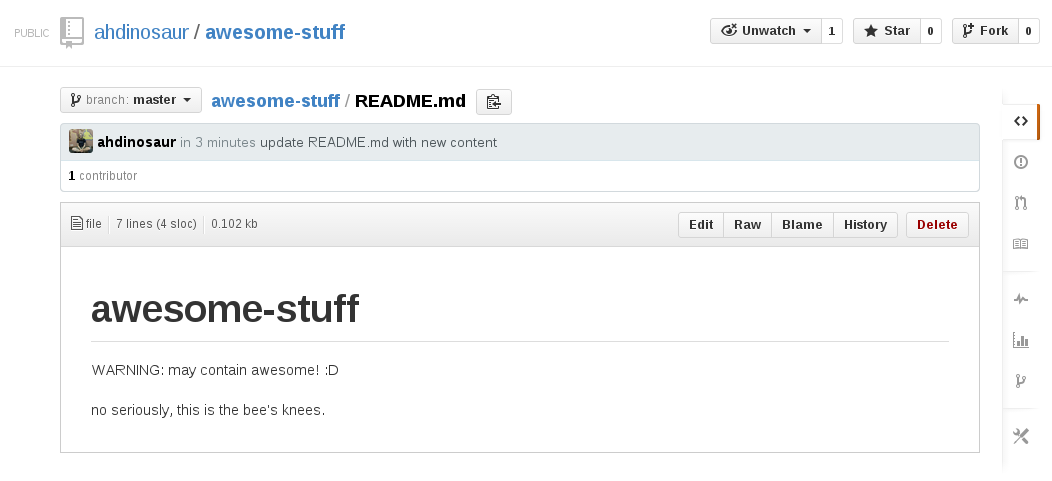 PUBLIC ahdinosaur / awesome-stuff Unwatch 1 Star 0 Fork 0
branch: master awesome-stuff / README.md
ahdinosaur in 3 minutes update README.md with new content
1 contributor
file 7 lines (4 sloc) 0.102 kb Edit Raw Blame History Delete
awesome-stuff
WARNING: may contain awesome! :D
no seriously, this is the bee's knees.